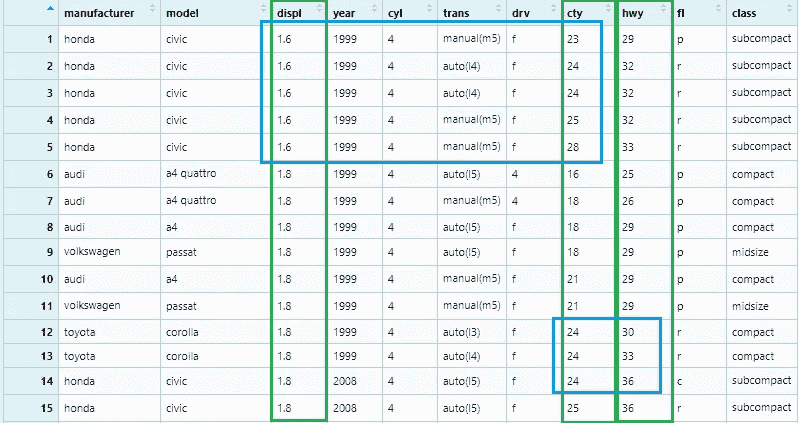 manufacturer model displ year cyl trans drv cty hwy fl class
1 honda civic 1.6 1999 4 manual(m5) f 23 29 p subcompact
2 honda civic 1.6 1999 4 auto(l4) f 24 32 r subcompact
3 honda civic 1.6 1999 4 auto(l4) f 24 32 r subcompact
4 honda civic 1.6 1999 4 manual(m5) f 25 32 r subcompact
5 honda civic 1.6 1999 4 manual(m5) f 28 33 r subcompact
6 audi a4 quattro 1.8 1999 4 auto(l5) 4 16 25 p compact
7 audi a4 quattro 1.8 1999 4 manual(m5) 4 18 26 p compact
8 audi a4 1.8 1999 4 auto(l5) f 18 29 p compact
9 volkswagen passat 1.8 1999 4 auto(l5) f 18 29 p midsize
10 audi a4 1.8 1999 4 manual(m5) f 21 29 p compact
11 volkswagen passat 1.8 1999 4 manual(m5) f 21 29 p midsize
12 toyota corolla 1.8 1999 4 auto(l3) f 24 30 r compact
13 toyota corolla 1.8 1999 4 auto(l4) f 24 33 r compact
14 honda civic 1.8 2008 4 auto(l5) f 24 36 c subcompact
15 honda civic 1.8 2008 4 auto(l5) f 25 36 r subcompact